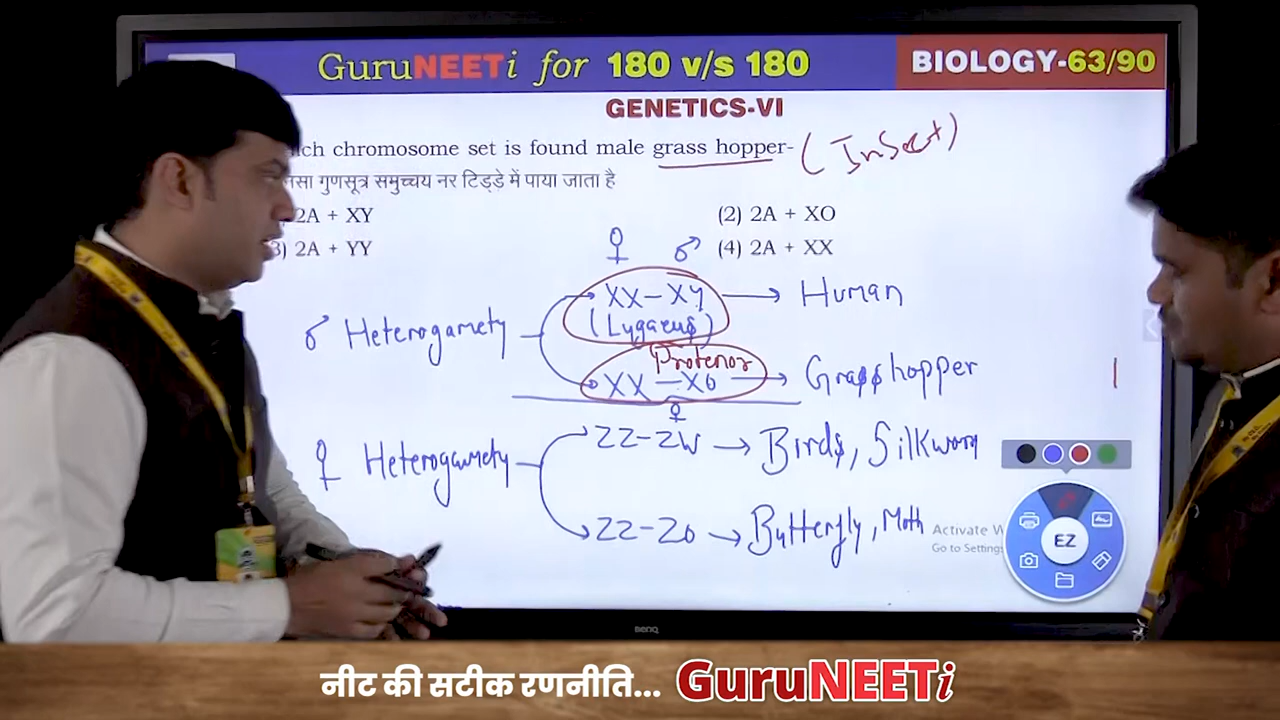 GuruNEETi for 180 v/s 180
BIOLOGY-63/90
GENETICS-VI
chromosome set is found male grass hopper- (Insect)
गुणसूत्र समुच्चय नर टिड्डे में पाया जाता है
2A + XY
(2) 2A + XO
3) 2A + YY
(4) 2A + XX
♀ ♂
♂ Heterogamety
XX-XY → Human
(Lygaeus)
Protenor
XX-XO → Grasshopper
♀
♀ Heterogamety
ZZ-ZW → Birds, Silkworm
ZZ-ZO → Butterfly, Moth
Activate W
Go to Settings
EZ
BenQ
नीट की सटीक रणनीति... GuruNEETi